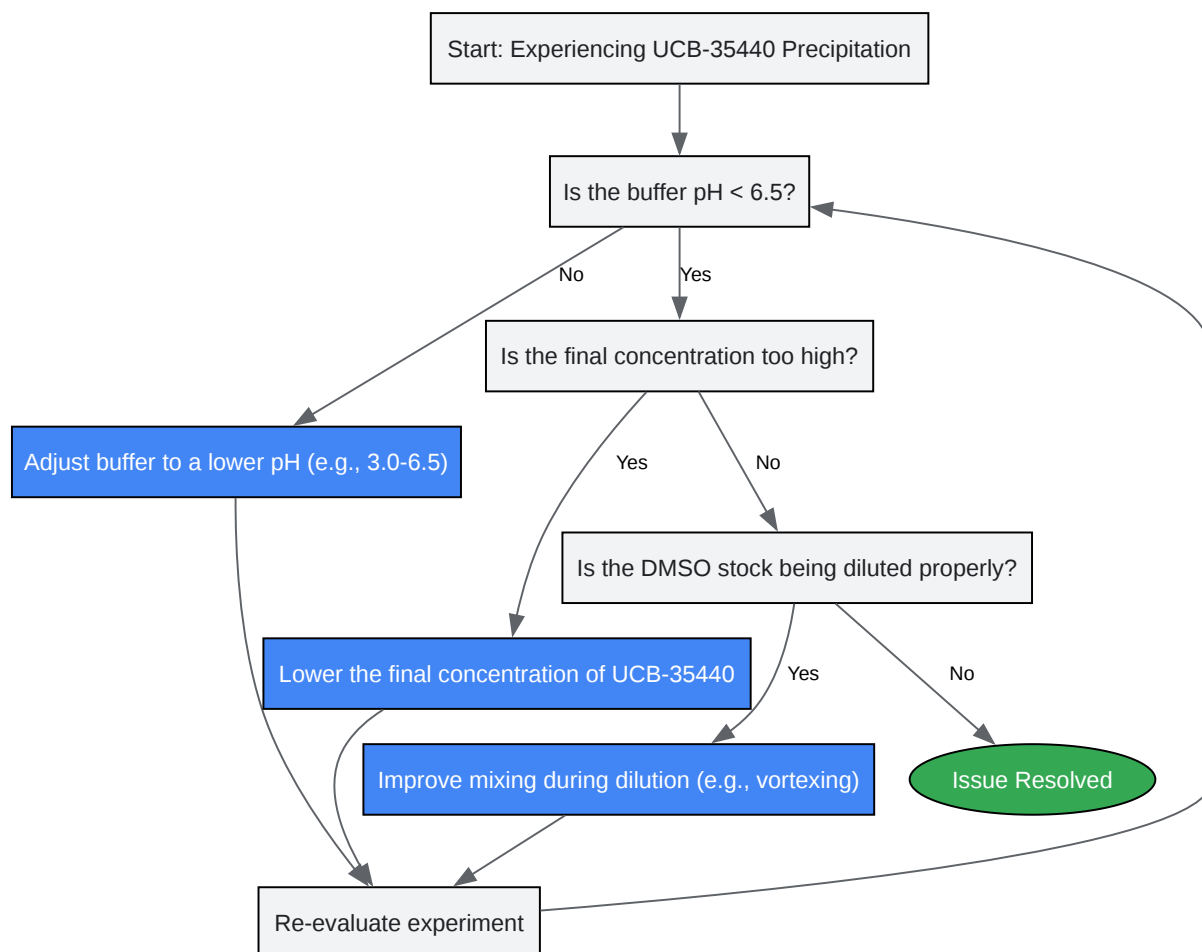 Start: Experiencing UCB-35440 Precipitation
Is the buffer pH < 6.5?
No
Yes
Is the final concentration too high?
Adjust buffer to a lower pH (e.g., 3.0-6.5)
Yes
No
Is the DMSO stock being diluted properly?
Lower the final concentration of UCB-35440
Yes
No
Improve mixing during dilution (e.g., vortexing)
Issue Resolved
Re-evaluate experiment